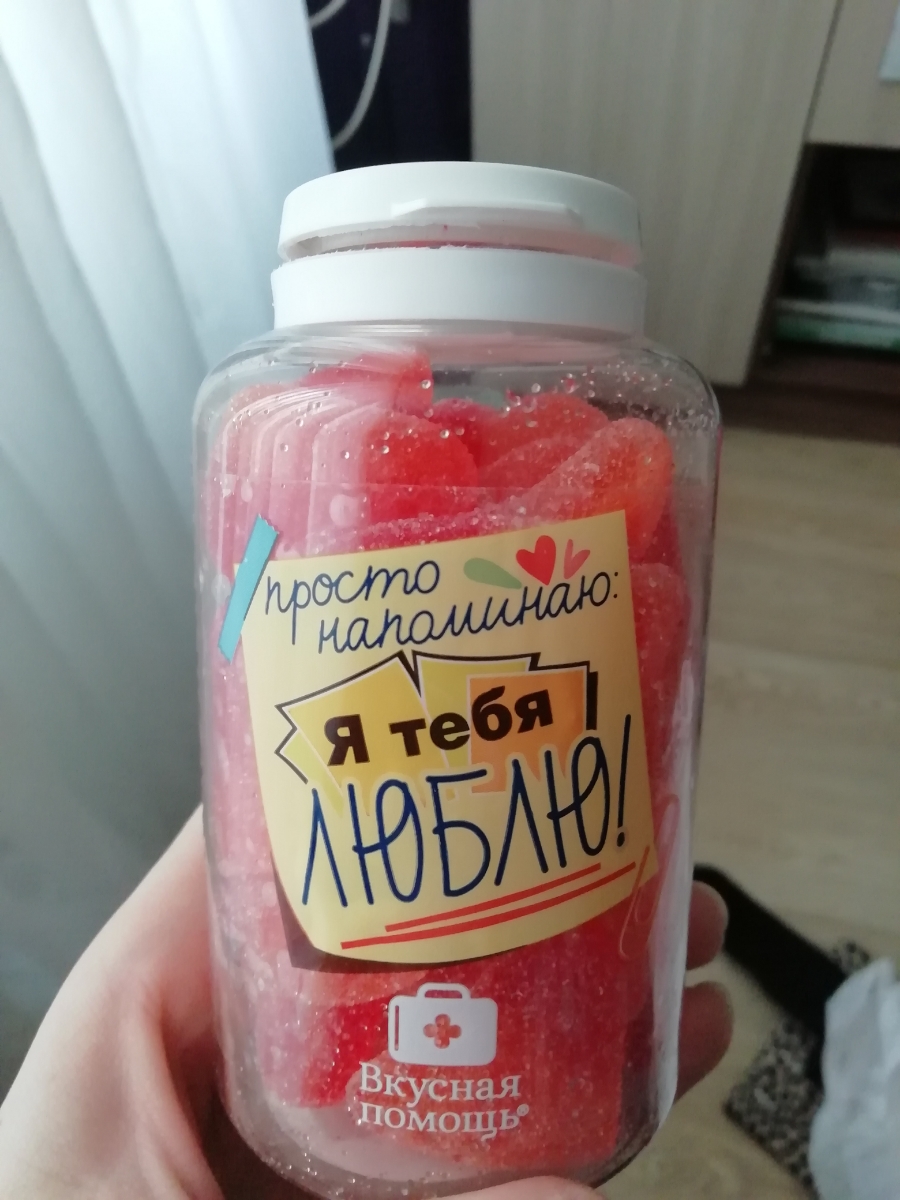 просто
напоминаю:
Я тебя
ЛЮБЛЮ!
Вкусная
помощь®